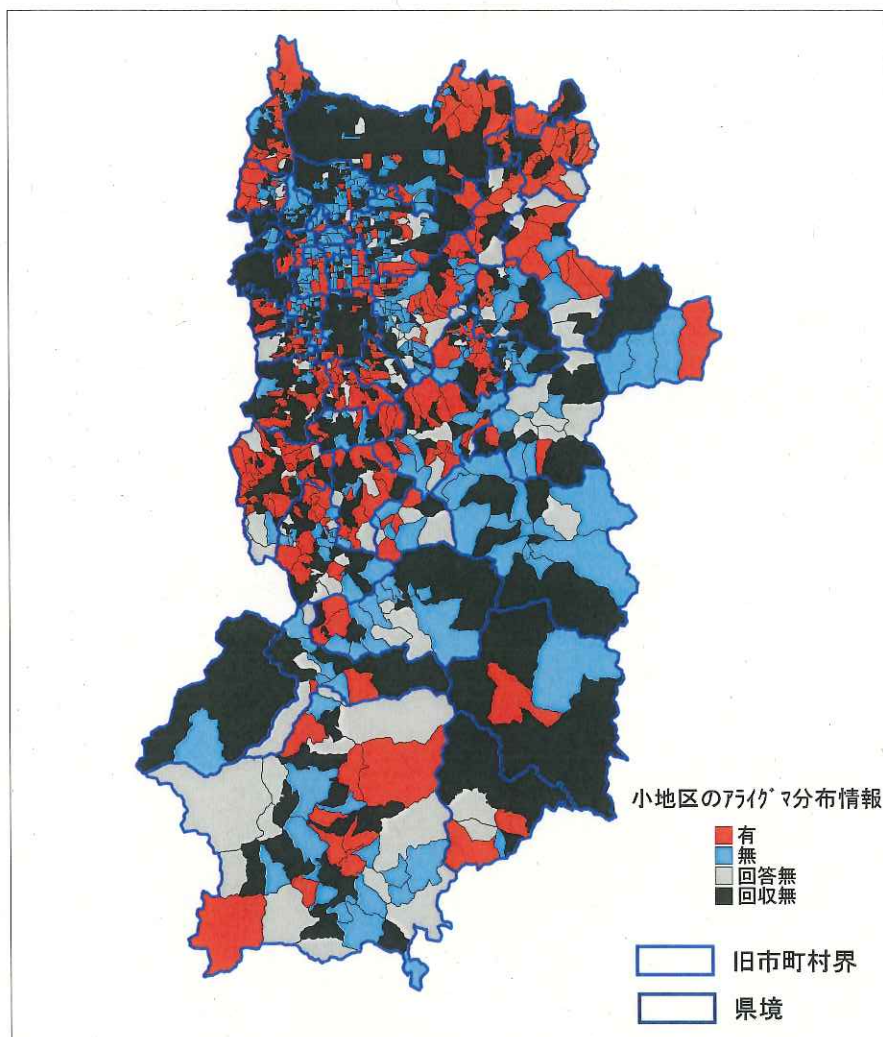 小地区のｱﾗｲｸﾞﾏ分布情報
有
無
回答無
回収無
旧市町村界
県境